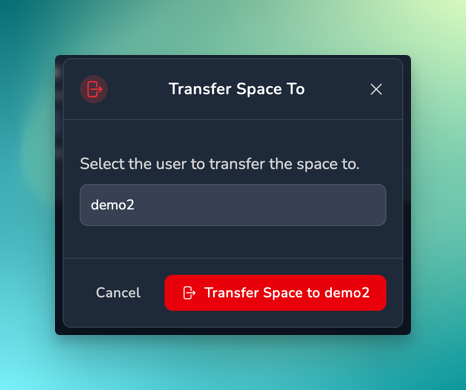 Transfer Space To
Select the user to transfer the space to.
demo2
Cancel
Transfer Space to demo2